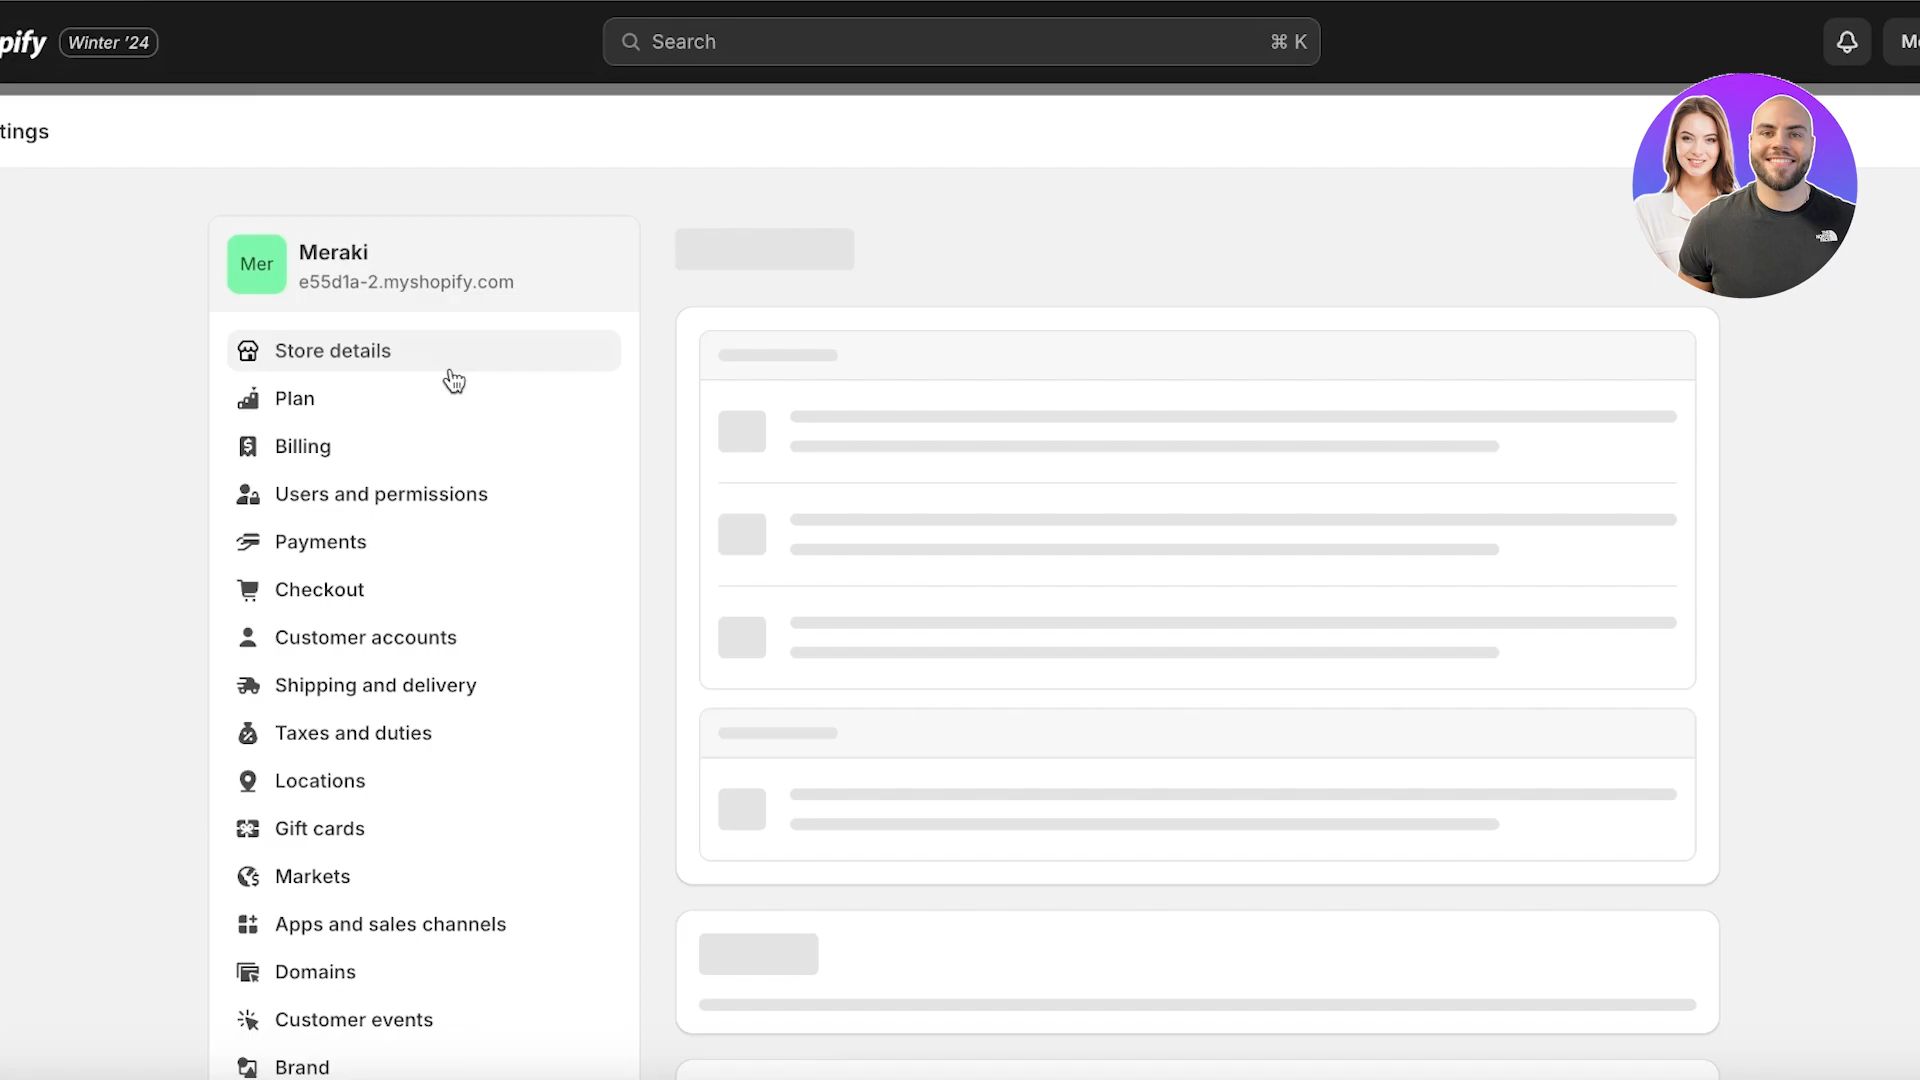 pify Winter '24
Search
⌘ K
tings
Mer
Meraki
e55d1a-2.myshopify.com
Store details
Plan
Billing
Users and permissions
Payments
Checkout
Customer accounts
Shipping and delivery
Taxes and duties
Locations
Gift cards
Markets
Apps and sales channels
Domains
Customer events
Brand